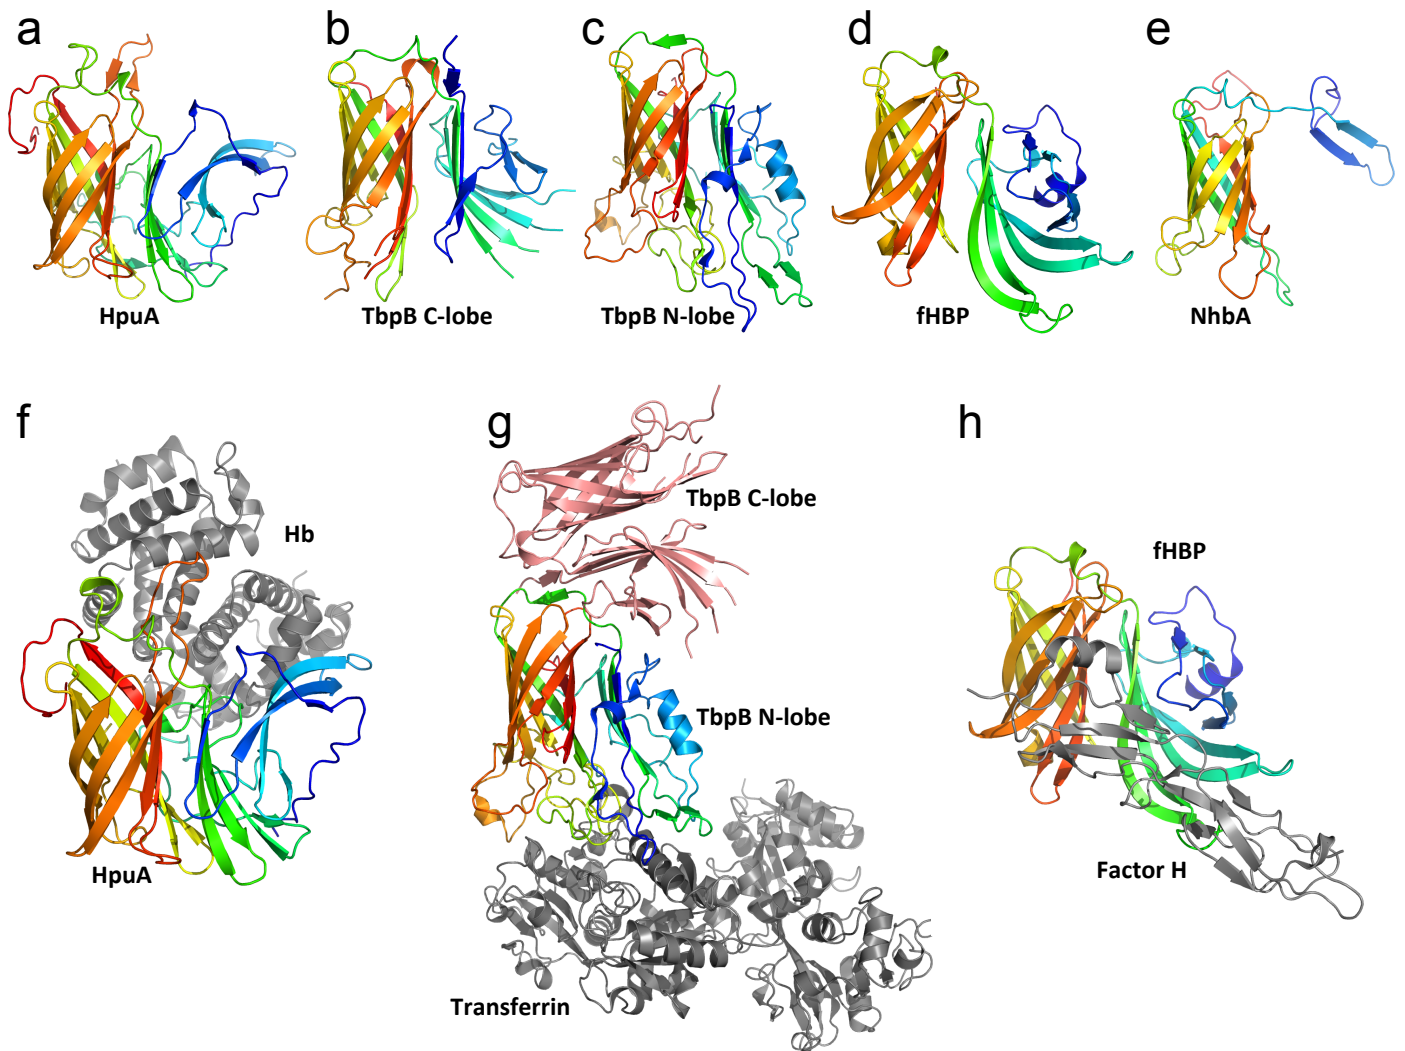 a
b
c
d
e
HpuA
TbpB C-lobe
TbpB N-lobe
fHBP
NhbA
f
g
h
Hb
HpuA
TbpB C-lobe
TbpB N-lobe
Transferrin
fHBP
Factor H